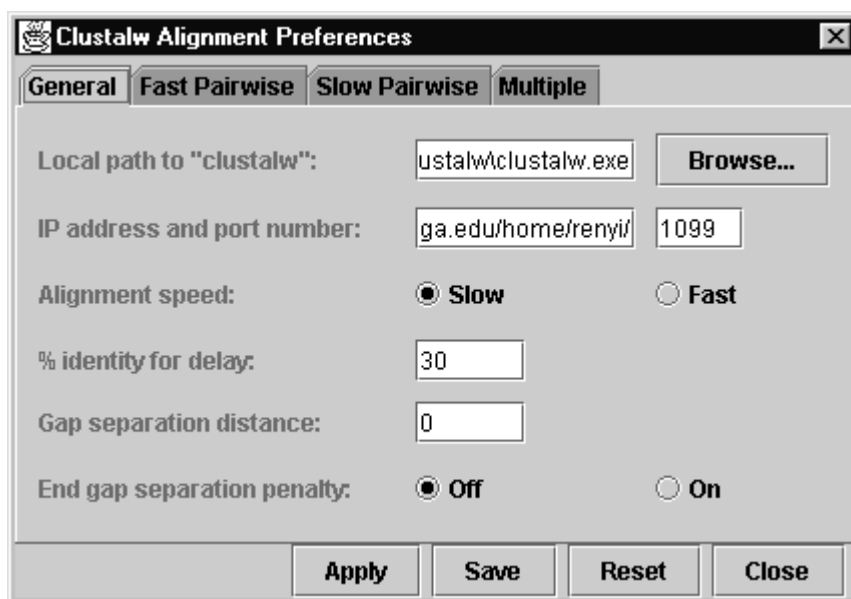 Clustalw Alignment Preferences
General Fast Pairwise Slow Pairwise Multiple
Local path to "clustalw": ustalw\clustalw.exe Browse...
IP address and port number: ga.edu/home/renyi/ 1099
Alignment speed: Slow Fast
% identity for delay: 30
Gap separation distance: 0
End gap separation penalty: Off On
Apply Save Reset Close